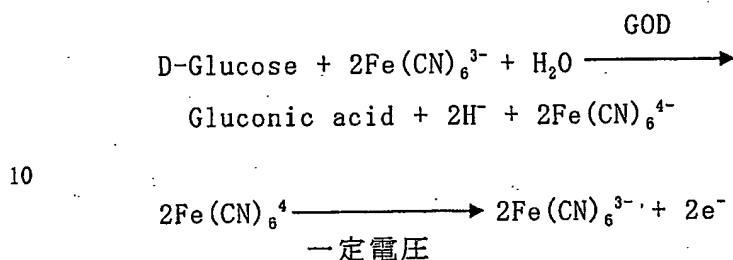 GOD
D-Glucose + 2Fe(CN)₆³⁻ + H₂O ⟶
Gluconic acid + 2H⁻ + 2Fe(CN)₆⁴⁻
10
2Fe(CN)₆⁴ ⟶ 2Fe(CN)₆³⁻ + 2e⁻
一定電圧